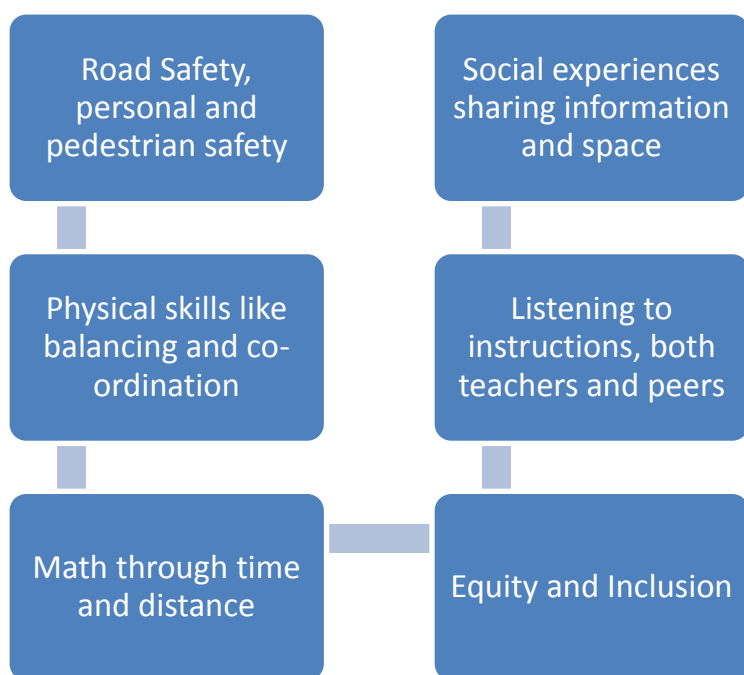 Road Safety,
personal and
pedestrian safety
Physical skills like
balancing and co-
ordination
Math through time
and distance
Equity and Inclusion
Listening to
instructions, both
teachers and peers
Social experiences
sharing information
and space